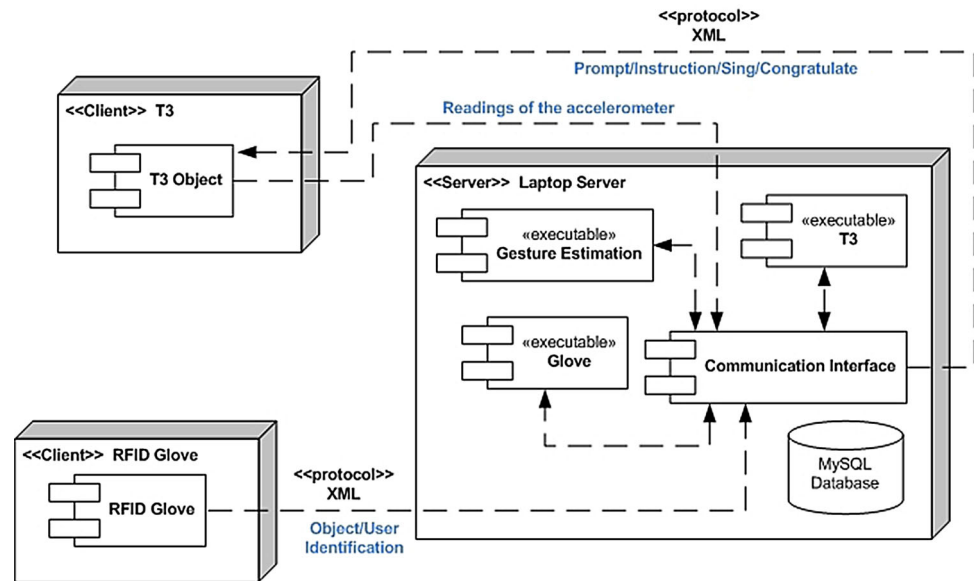 <<protocol>>
XML
Prompt/Instruction/Sing/Congratulate
<<Client>> T3
Readings of the accelerometer
T3 Object
<<Server>> Laptop Server
«executable»
Gesture Estimation
«executable»
T3
«executable»
Glove
Communication Interface
MySQL
Database
<<Client>> RFID Glove
RFID Glove
<<protocol>>
XML
Object/User
Identification